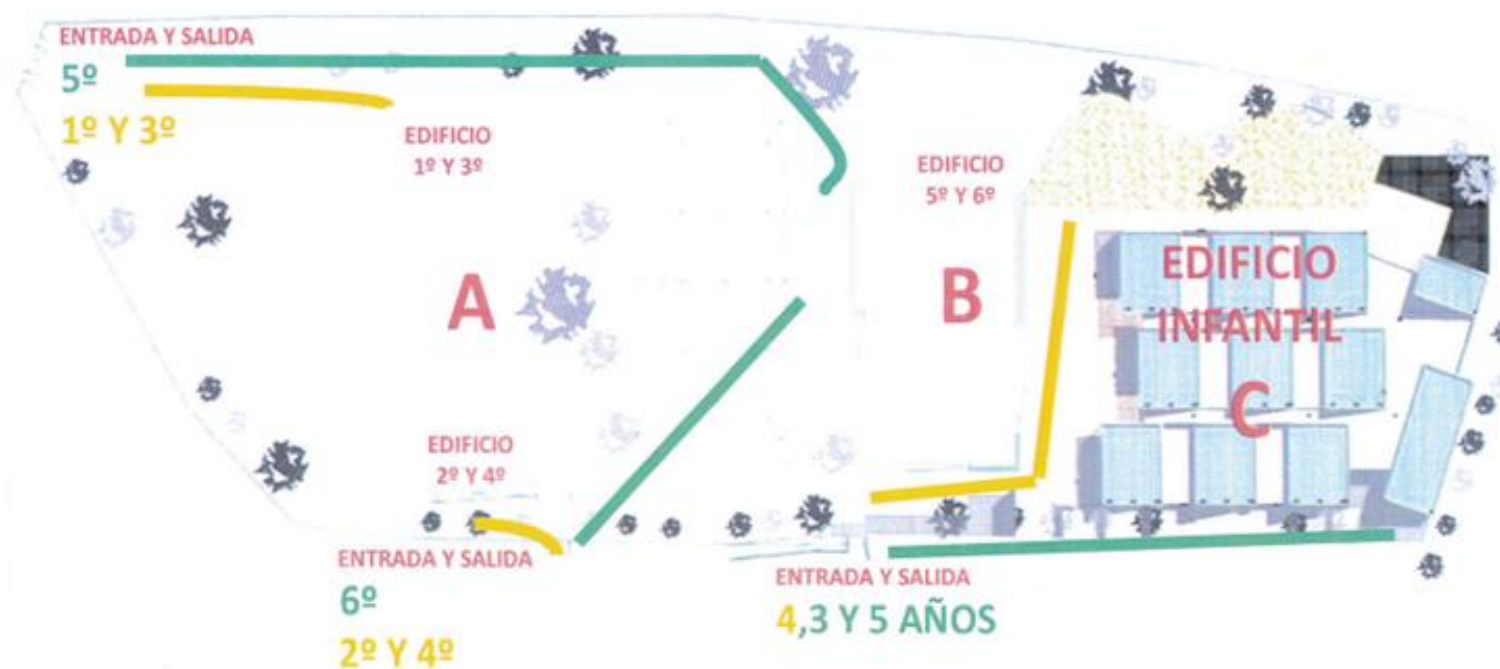 ENTRADA Y SALIDA
5º
1º Y 3º
EDIFICIO
1º Y 3º
EDIFICIO
5º Y 6º
A
B
EDIFICIO
INFANTIL
C
EDIFICIO
2º Y 4º
ENTRADA Y SALIDA
6º
2º Y 4º
ENTRADA Y SALIDA
4,3 Y 5 AÑOS